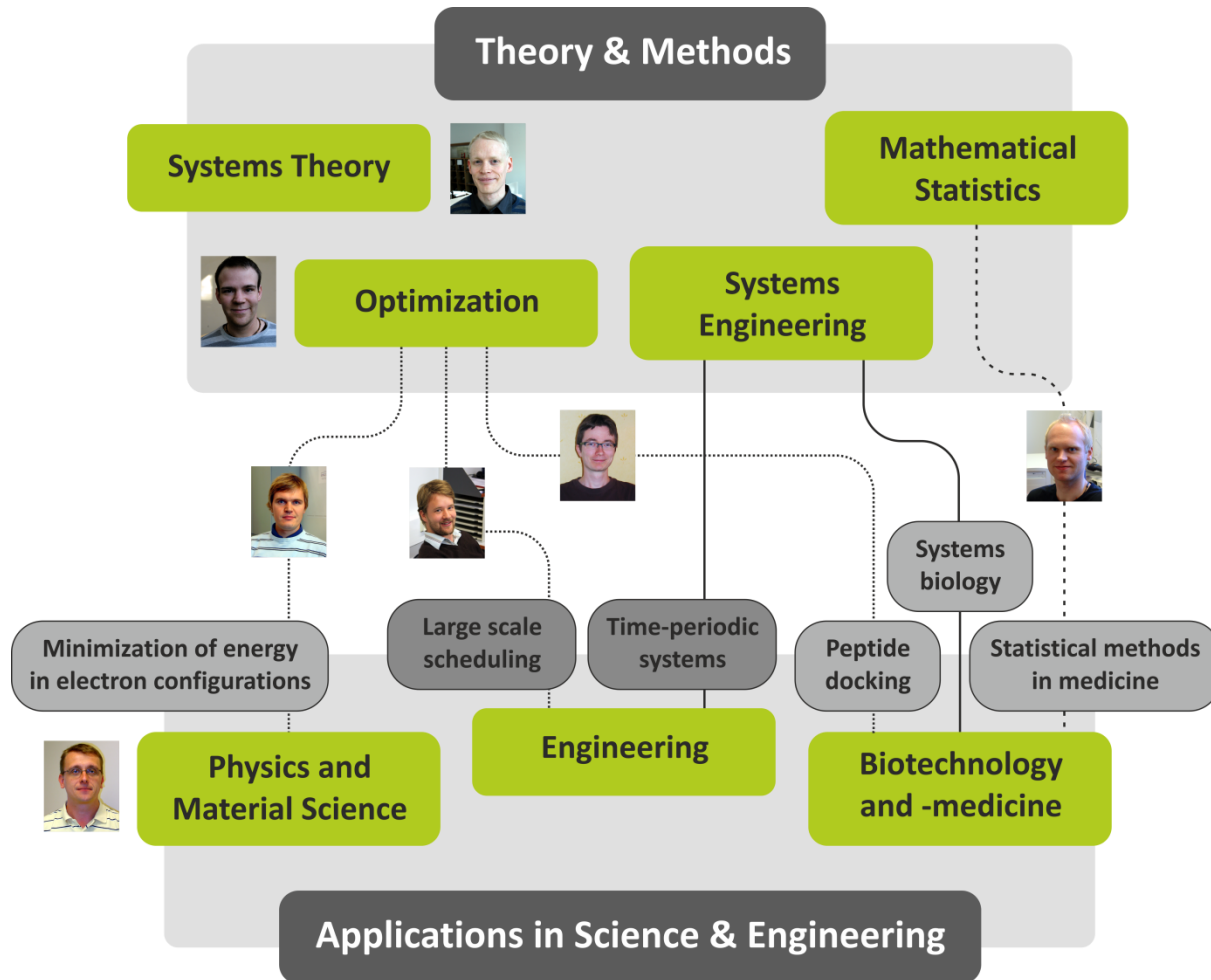 Theory & Methods
Systems Theory
Mathematical
Statistics
Optimization
Systems
Engineering
Systems
biology
Minimization of energy
in electron configurations
Large scale
scheduling
Time-periodic
systems
Peptide
docking
Statistical methods
in medicine
Physics and
Material Science
Engineering
Biotechnology
and -medicine
Applications in Science & Engineering